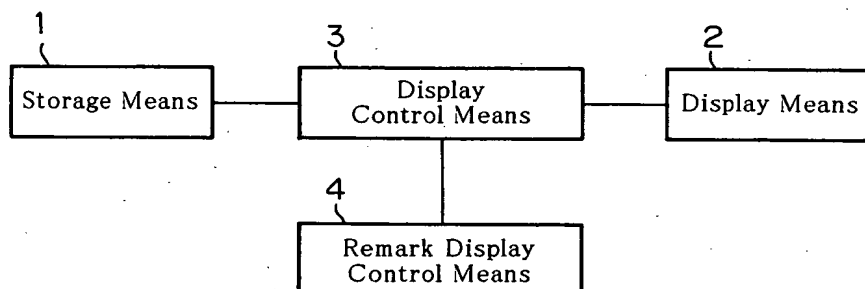 1
Storage Means
3
Display
Control Means
2
Display Means
4
Remark Display
Control Means